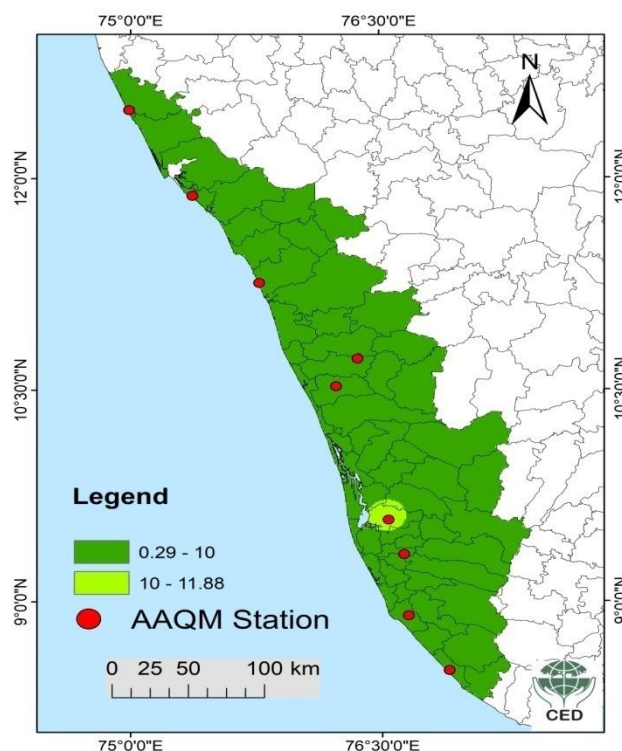 75°0'0"E 76°30'0"E
N
12°0'0"N 12°0'0"N
10°30'0"N 10°30'0"N
9°0'0"N 9°0'0"N
Legend
0.29 - 10
10 - 11.88
AAQM Station
0 25 50 100 km
CED
75°0'0"E 76°30'0"E